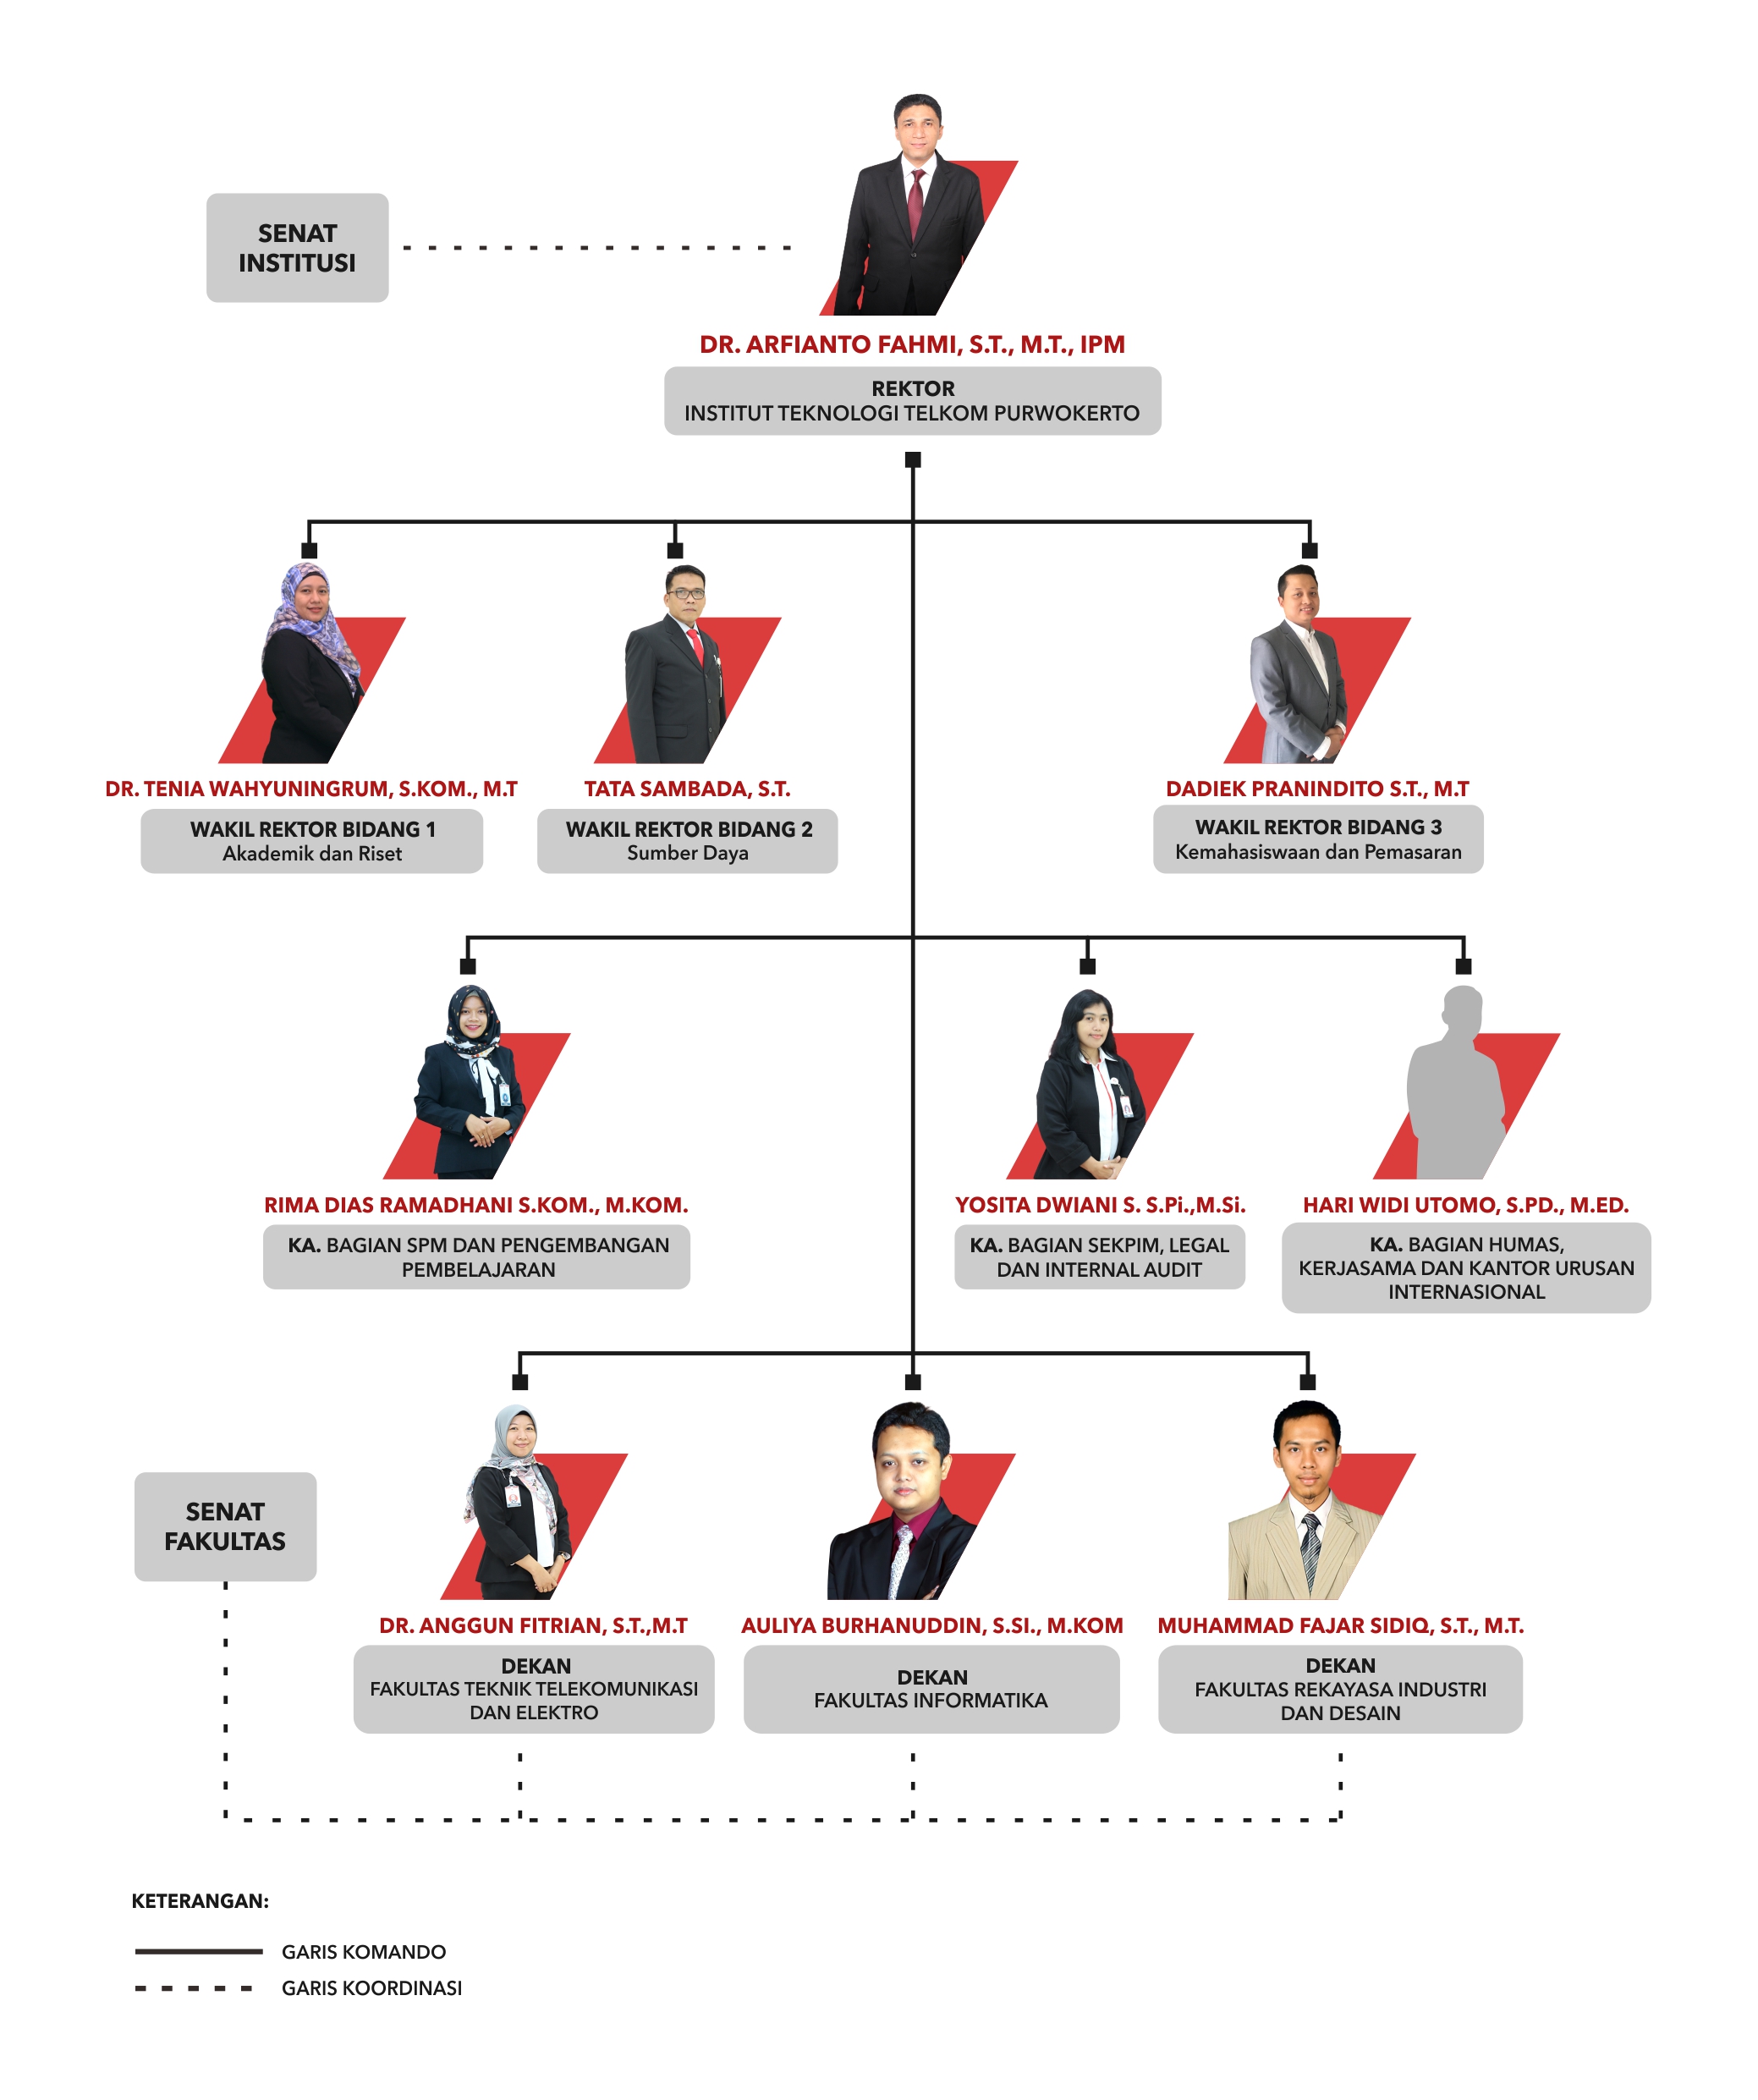 SENAT
INSTITUSI
DR. ARFIANTO FAHMI, S.T., M.T., IPM
REKTOR
INSTITUT TEKNOLOGI TELKOM PURWOKERTO
DR. TENIA WAHYUNINGRUM, S.KOM., M.T
WAKIL REKTOR BIDANG 1
Akademik dan Riset
TATA SAMBADA, S.T.
WAKIL REKTOR BIDANG 2
Sumber Daya
DADIEK PRANINDITO S.T., M.T
WAKIL REKTOR BIDANG 3
Kemahasiswaan dan Pemasaran
RIMA DIAS RAMADHANI S.KOM., M.KOM.
KA. BAGIAN SPM DAN PENGEMBANGAN
PEMBELAJARAN
YOSITA DWIANI S. S.Pi.,M.Si.
KA. BAGIAN SEKPIM, LEGAL
DAN INTERNAL AUDIT
HARI WIDI UTOMO, S.PD., M.ED.
KA. BAGIAN HUMAS,
KERJASAMA DAN KANTOR URUSAN
INTERNASIONAL
SENAT
FAKULTAS
DR. ANGGUN FITRIAN, S.T.,M.T
DEKAN
FAKULTAS TEKNIK TELEKOMUNIKASI
DAN ELEKTRO
AULIYA BURHANUDDIN, S.SI., M.KOM
DEKAN
FAKULTAS INFORMATIKA
MUHAMMAD FAJAR SIDIQ, S.T., M.T.
DEKAN
FAKULTAS REKAYASA INDUSTRI
DAN DESAIN
KETERANGAN:
GARIS KOMANDO
GARIS KOORDINASI